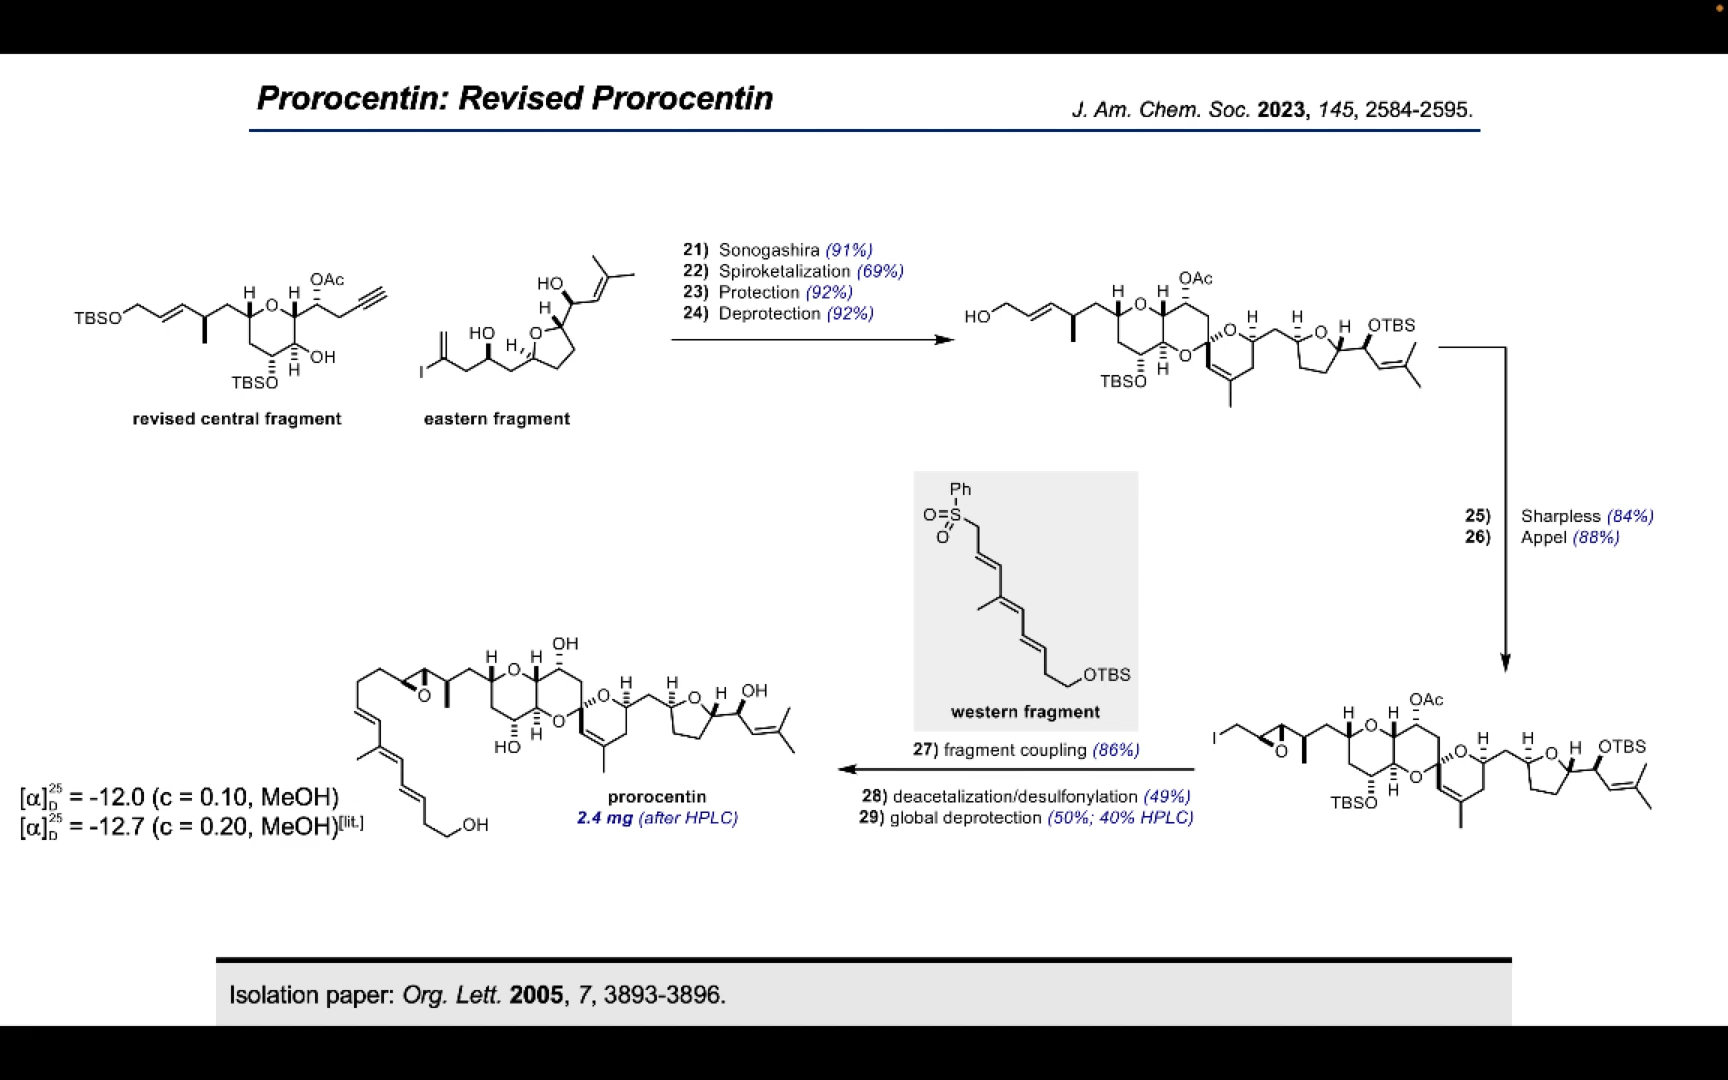 Prorocentin: Revised Prorocentin
J. Am. Chem. Soc. 2023, 145, 2584-2595.
TBSO
H
O
H
OAc
OH
H
TBSO
revised central fragment
I
HO
H
O
H
HO
eastern fragment
21) Sonogashira (91%)
22) Spiroketalization (69%)
23) Protection (92%)
24) Deprotection (92%)
HO
H
O
H
OAc
TBSO
H
O
O
H
H
O
H
OTBS
25) Sharpless (84%)
26) Appel (88%)
Ph
O=S
O
OTBS
western fragment
27) fragment coupling (86%)
28) deacetalization/desulfonylation (49%)
29) global deprotection (50%; 40% HPLC)
I
O
H
O
H
OAc
TBSO
H
O
O
H
H
O
H
OTBS
O
H
O
H
OH
HO
H
O
O
H
H
O
H
OH
OH
prorocentin
2.4 mg (after HPLC)
[α]D25 = -12.0 (c = 0.10, MeOH)
[α]D25 = -12.7 (c = 0.20, MeOH)[lit.]
Isolation paper: Org. Lett. 2005, 7, 3893-3896.